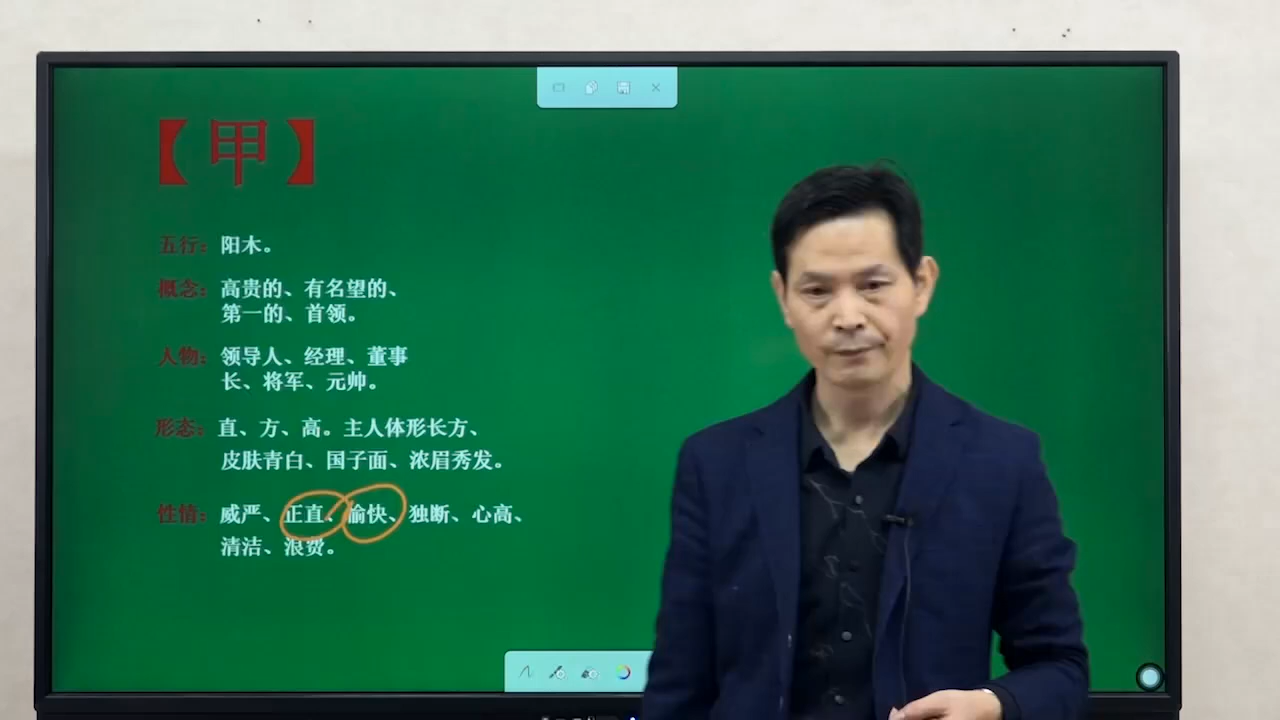 【甲】
五行：阳木。
概念：高贵的、有名望的、
第一的、首领。
人物：领导人、经理、董事
长、将军、元帅。
形态：直、方、高。主人体形长方、
皮肤青白、国子面、浓眉秀发。
性情：威严、正直、愉快、独断、心高、
清洁、浪费。